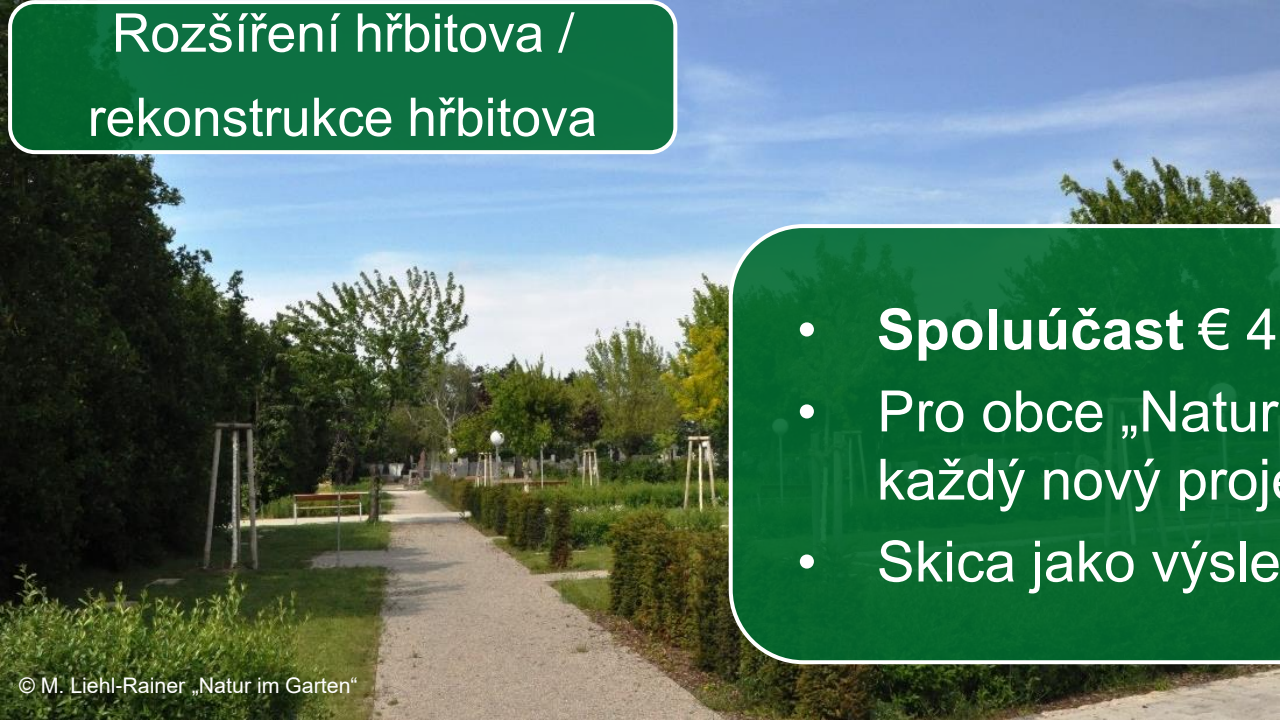 Rozšíření hřbitova /
rekonstrukce hřbitova
• Spoluúčast € 4
• Pro obce „Natur
každý nový proje
• Skica jako výsle
© M. Liehl-Rainer „Natur im Garten“